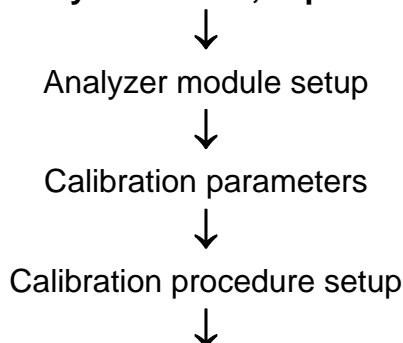 ↓
Analyzer module setup
↓
Calibration parameters
↓
Calibration procedure setup
↓